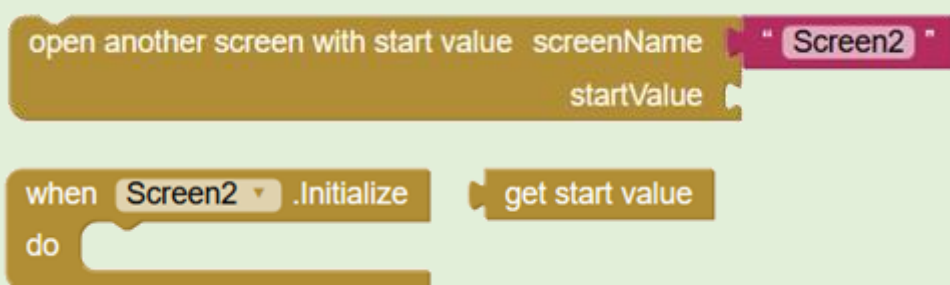 open another screen with start value screenName " Screen2 "
startValue
when Screen2 .Initialize get start value
do